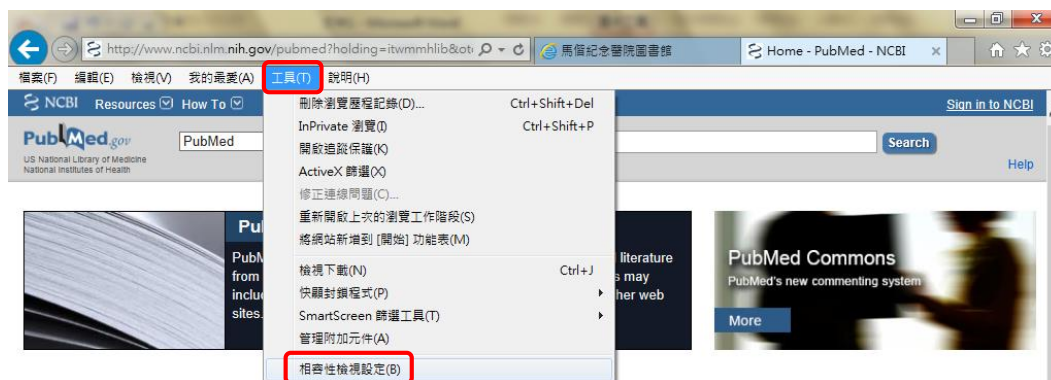 http://www.ncbi.nlm.nih.gov/pubmed?holding=itwmmhlib&oto
馬偕紀念醫院圖書館
Home - PubMed - NCBI
檔案(F) 編輯(E) 檢視(V) 我的最愛(A) 工具(T) 說明(H)
NCBI Resources How To
Sign in to NCBI
PubMed.gov
US National Library of Medicine
National Institutes of Health
PubMed
Search
Help
刪除瀏覽歷程記錄(D)... Ctrl+Shift+Del
InPrivate 瀏覽(I) Ctrl+Shift+P
開啟追蹤保護(K)
ActiveX 篩選(X)
修正連線問題(C)...
重新開啟上次的瀏覽工作階段(S)
將網站新增到 [開始] 功能表(M)
檢視下載(N) Ctrl+J
快顯封鎖程式(P)
SmartScreen 篩選工具(T)
管理附加元件(A)
相容性檢視設定(B)
literature
from
may
her web
sites.
PubMed Commons
PubMed's new commenting system
More